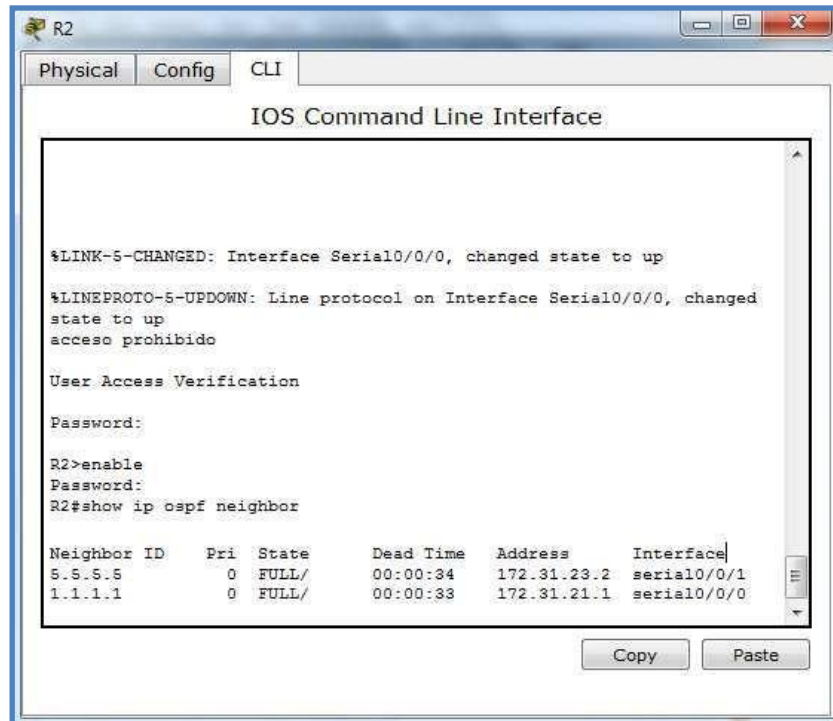 R2
Physical Config CLI
IOS Command Line Interface
%LINK-5-CHANGED: Interface Serial0/0/0, changed state to up
%LINEPROTO-5-UPDOWN: Line protocol on Interface Serial0/0/0, changed
state to up
acceso prohibido
User Access Verification
Password:
R2>enable
Password:
R2#show ip ospf neighbor
Neighbor ID Pri State Dead Time Address Interface
5.5.5.5 0 FULL/ 00:00:34 172.31.23.2 serial0/0/1
1.1.1.1 0 FULL/ 00:00:33 172.31.21.1 serial0/0/0
Copy Paste